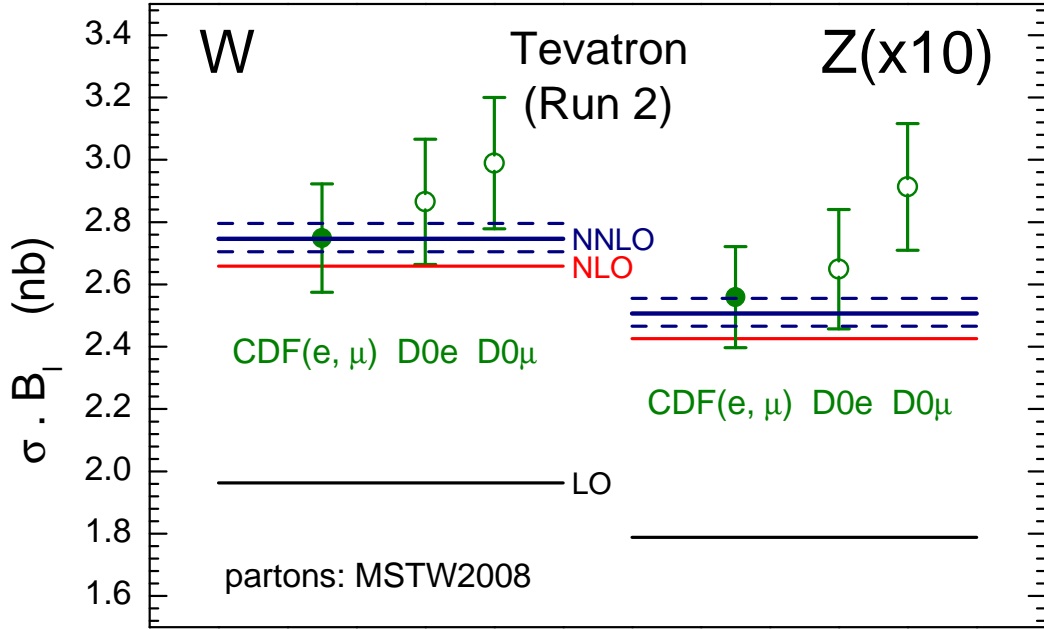 W
Tevatron
(Run 2)
Z(x10)
σ . B_l (nb)
3.4
3.2
3.0
2.8
2.6
2.4
2.2
2.0
1.8
1.6
NNLO
NLO
CDF(e, μ) D0e D0μ
CDF(e, μ) D0e D0μ
LO
partons: MSTW2008